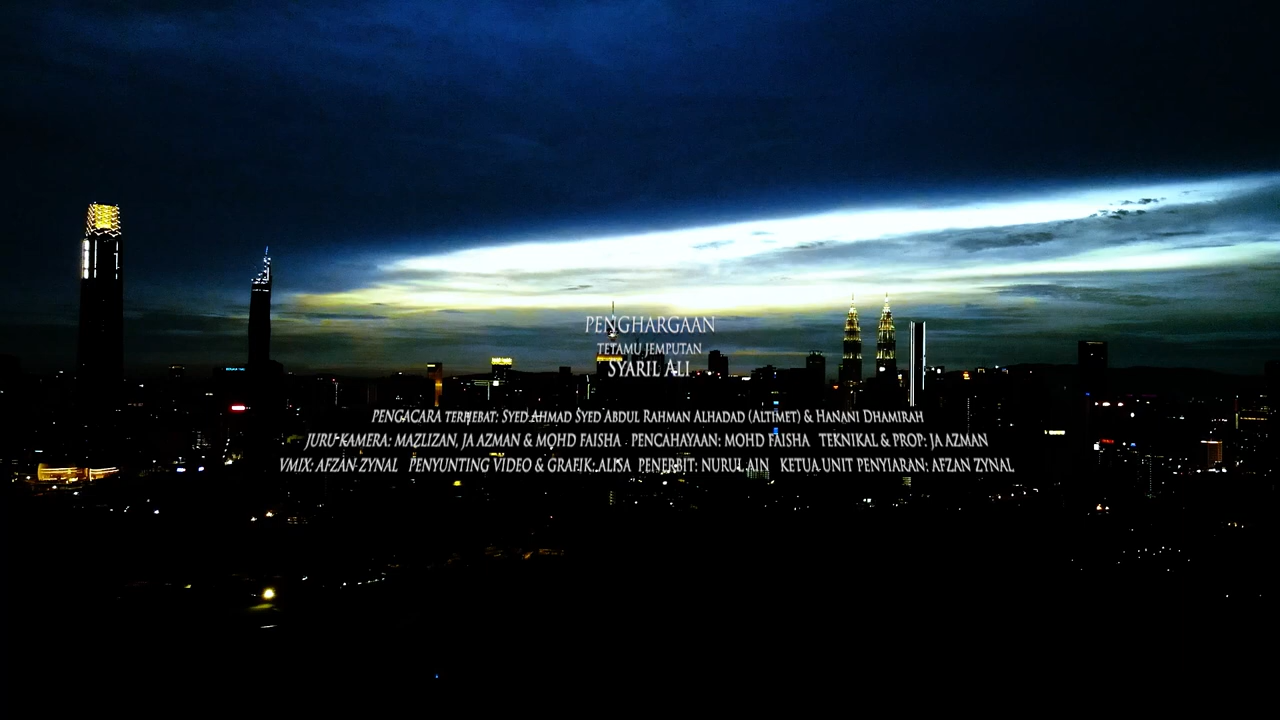 PENGHARGAAN
TETAMU JEMPUTAN
SYARIL ALI
PENGACARA TERHEBAT: SYED AHMAD SYED ABDUL RAHMAN ALHADAD (ALTIMET) & HANANI DHAMIRAH
JURU KAMERA: MAZLIZAN, JA AZMAN & MOHD FAISHA PENCAHAYAAN: MOHD FAISHA TEKNIKAL & PROP: JA AZMAN
VMIX: AFZAN ZYNAL PENYUNTING VIDEO & GRAFIK: ALISA PENERBIT: NURUL AIN KETUA UNIT PENYIARAN: AFZAN ZYNAL